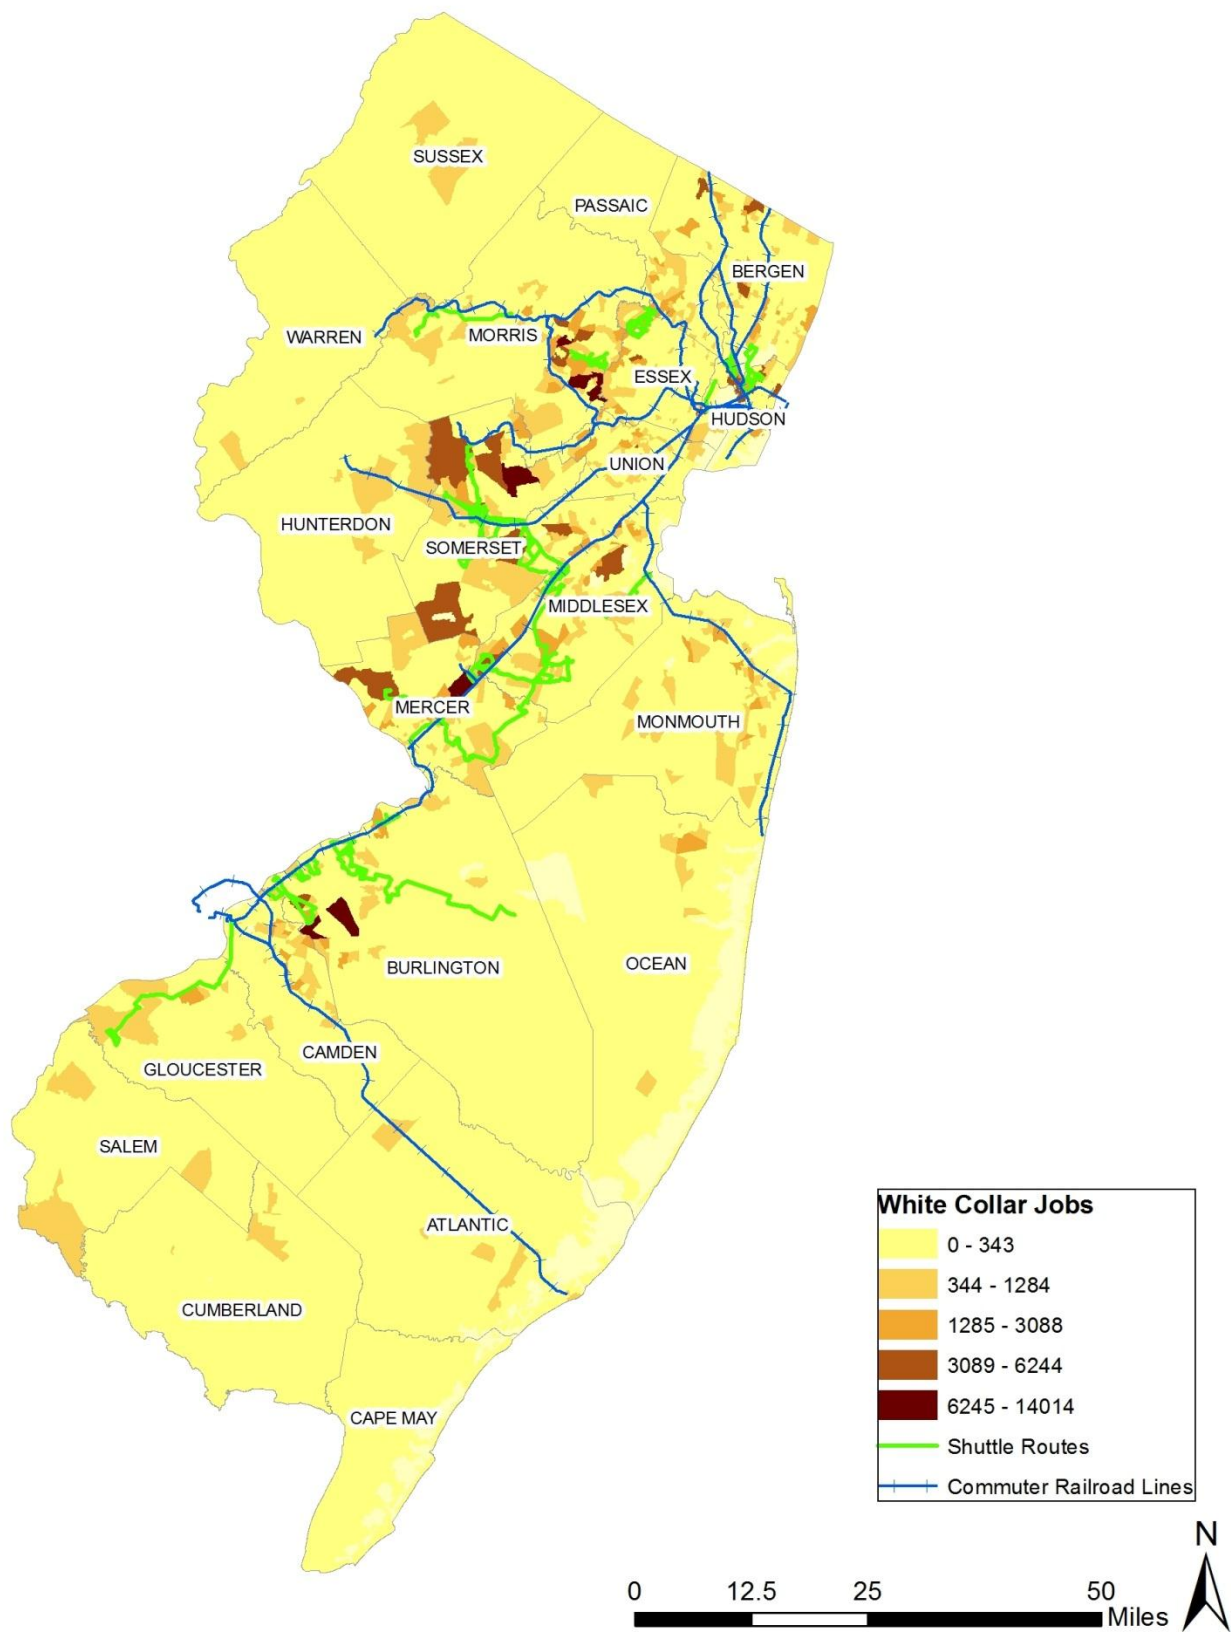 SUSSEX
PASSAIC
BERGEN
WARREN
MORRIS
ESSEX
HUDSON
UNION
HUNTERDON
SOMERSET
MIDDLESEX
MERCER
MONMOUTH
BURLINGTON
OCEAN
CAMDEN
GLOUCESTER
SALEM
ATLANTIC
CUMBERLAND
CAPE MAY
White Collar Jobs
0 - 343
344 - 1284
1285 - 3088
3089 - 6244
6245 - 14014
Shuttle Routes
Commuter Railroad Lines
N
0 12.5 25 50
Miles